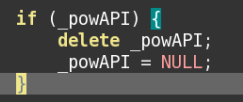 if (_powAPI) {
    delete _powAPI;
    _powAPI = NULL;
}